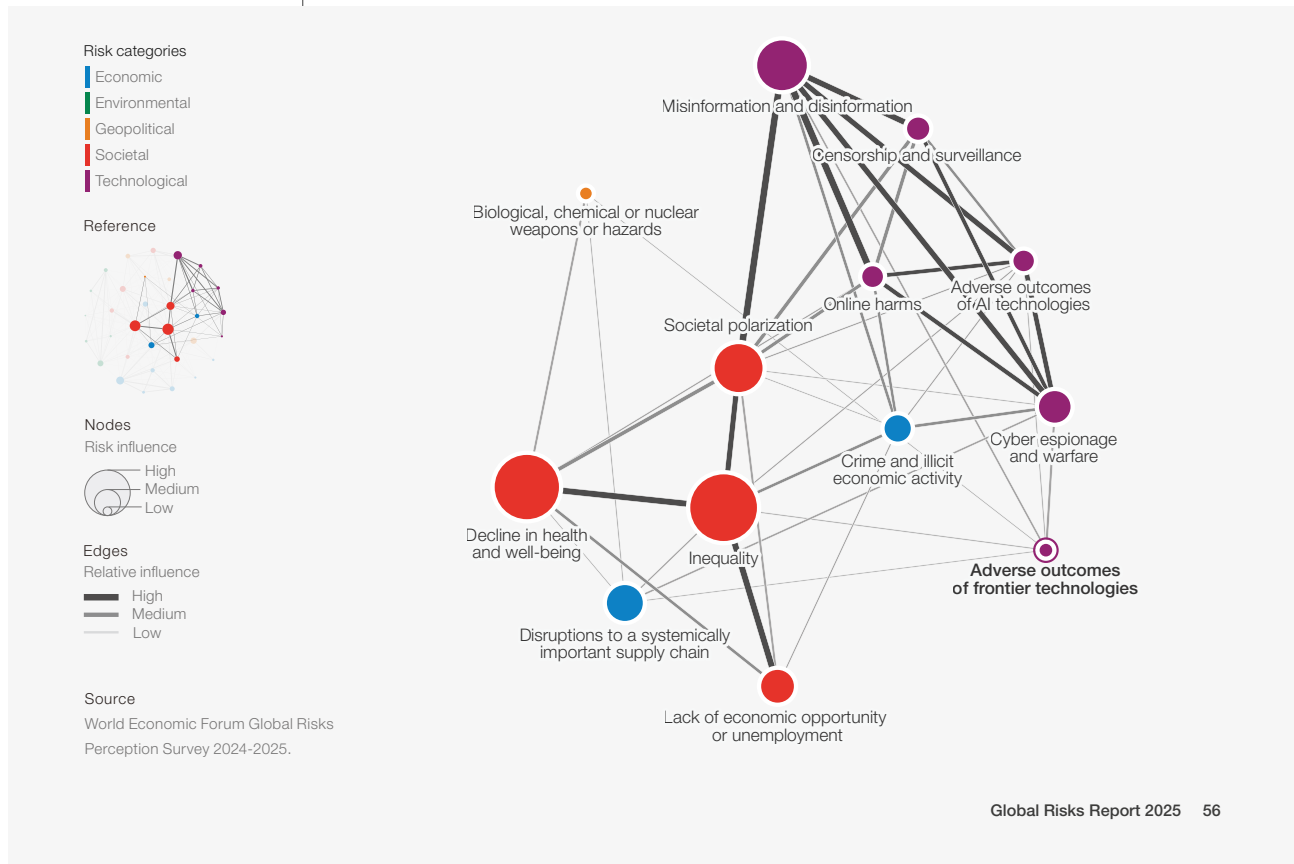 Risk categories
Economic
Environmental
Geopolitical
Societal
Technological
Reference
Nodes
Risk influence
High
Medium
Low
Edges
Relative influence
High
Medium
Low
Source
World Economic Forum Global Risks
Perception Survey 2024-2025.
Misinformation and disinformation
Censorship and surveillance
Biological, chemical or nuclear
weapons or hazards
Adverse outcomes
of AI technologies
Online harms
Societal polarization
Cyber espionage
and warfare
Crime and illicit
economic activity
Decline in health
and well-being
Inequality
Adverse outcomes
of frontier technologies
Disruptions to a systemically
important supply chain
Lack of economic opportunity
or unemployment
Global Risks Report 2025 56